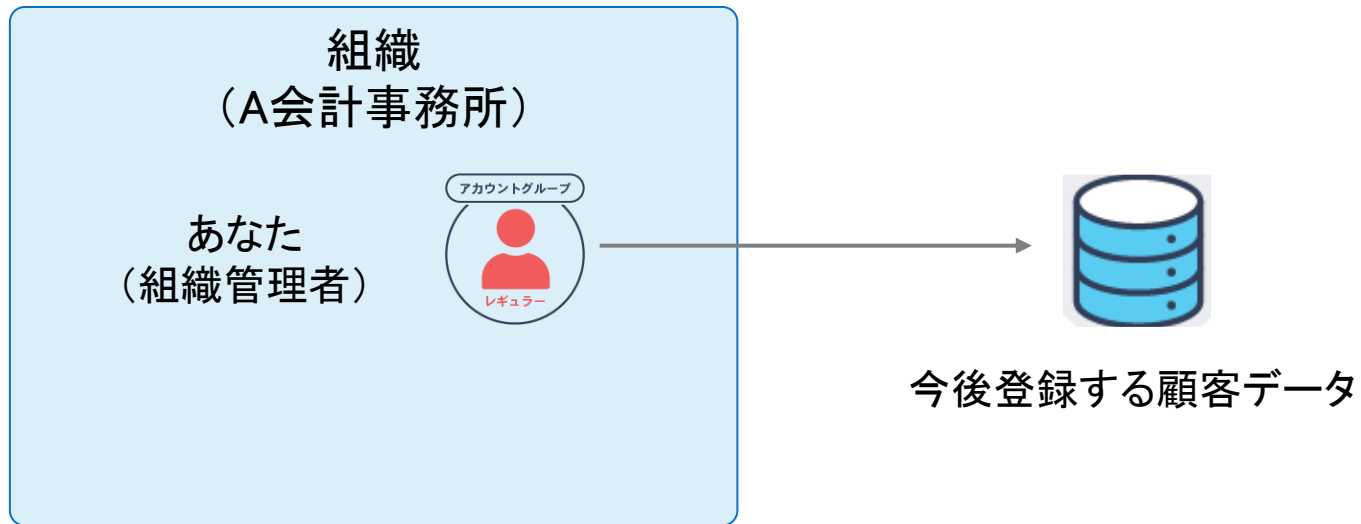 組織
（A会計事務所）
アカウントグループ
あなた
（組織管理者）
レギュラー
今後登録する顧客データ